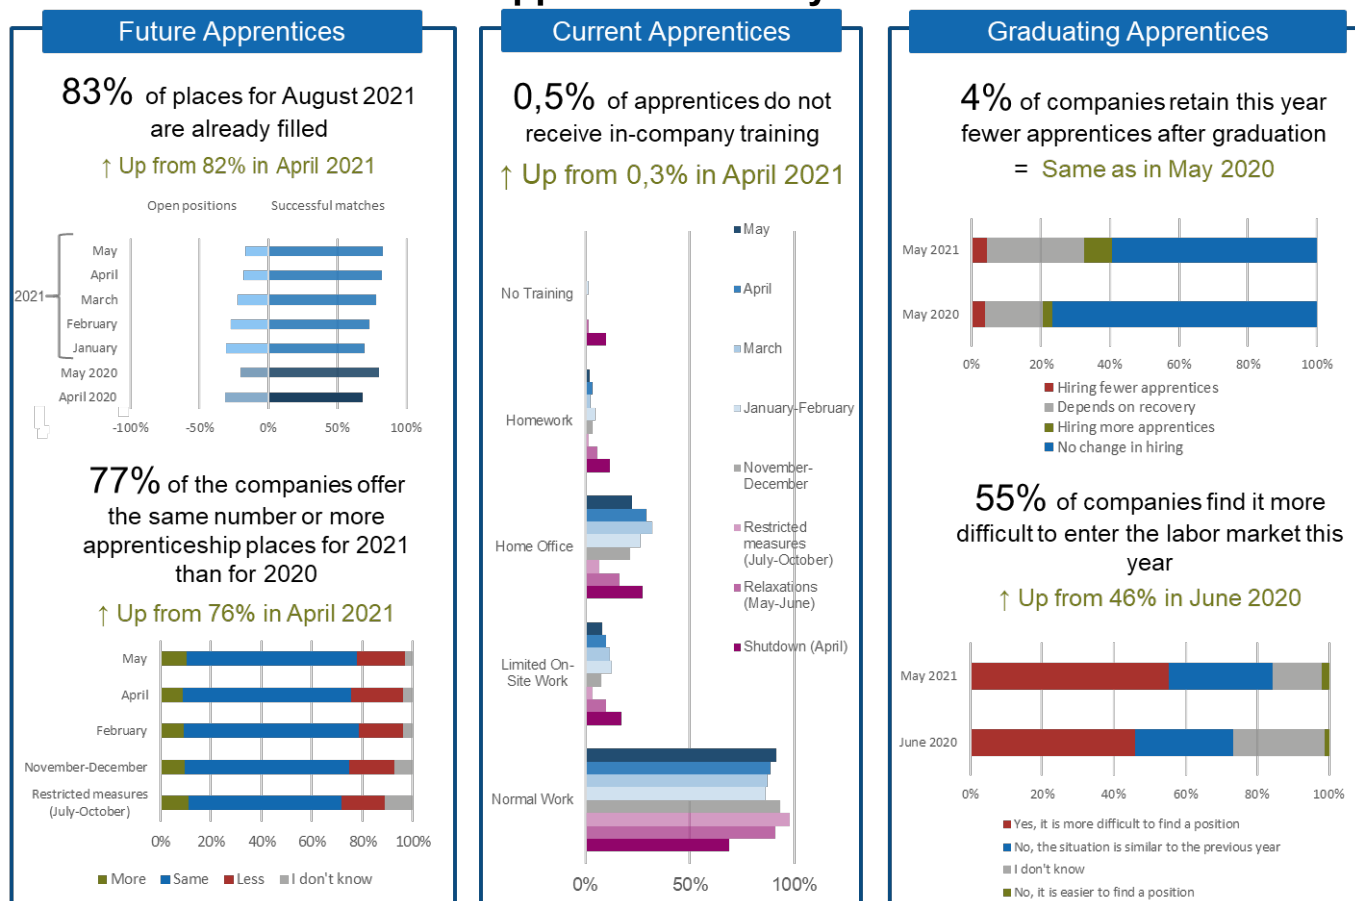 Future Apprentices
83% of places for August 2021
are already filled
↑ Up from 82% in April 2021
Open positions Successful matches
2021
May
April
March
February
January
May 2020
April 2020
-100% -50% 0% 50% 100%
77% of the companies offer
the same number or more
apprenticeship places for 2021
than for 2020
↑ Up from 76% in April 2021
May
April
February
November-December
Restricted measures
(July-October)
0% 20% 40% 60% 80% 100%
More Same Less I don't know
Current Apprentices
0,5% of apprentices do not
receive in-company training
↑ Up from 0,3% in April 2021
No Training
Homework
Home Office
Limited On-
Site Work
Normal Work
0% 50% 100%
May
April
March
January-February
November-
December
Restricted
measures
(July-October)
Relaxations
(May-June)
Shutdown (April)
Graduating Apprentices
4% of companies retain this year
fewer apprentices after graduation
= Same as in May 2020
May 2021
May 2020
0% 20% 40% 60% 80% 100%
Hiring fewer apprentices
Depends on recovery
Hiring more apprentices
No change in hiring
55% of companies find it more
difficult to enter the labor market this
year
↑ Up from 46% in June 2020
May 2021
June 2020
0% 20% 40% 60% 80% 100%
Yes, it is more difficult to find a position
No, the situation is similar to the previous year
I don't know
No, it is easier to find a position